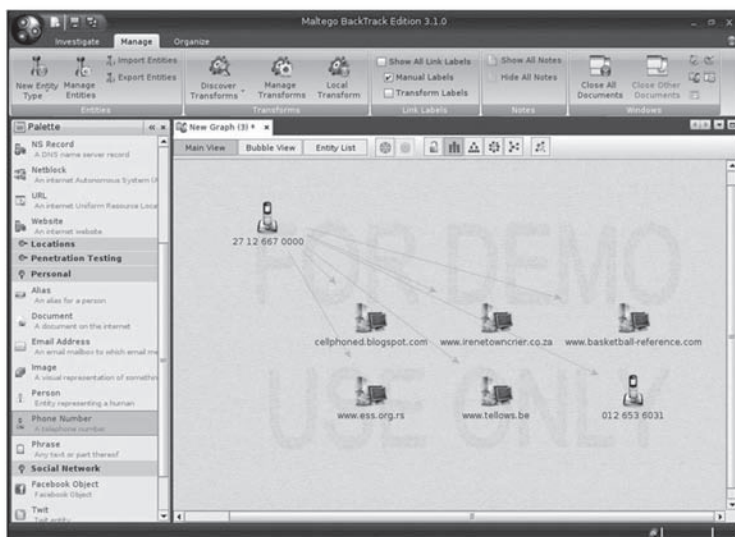 Maltego BackTrack Edition 3.1.0
Investigate Manage Organize
New Entity Type
Manage Entities
Import Entities
Export Entities
Entities
Discover Transforms
Manage Transforms
Local Transform
Transforms
Show All Link Labels
Manual Labels
Transform Labels
Link Labels
Show All Notes
Hide All Notes
Notes
Close All Documents
Close Other Documents
Windows
Palette
New Graph (3) *
Main View Bubble View Entity List
NS Record
A DNS name server record
Netblock
An internet Autonomous System
URL
An internet Uniform Resource Loca
Website
An internet website
Locations
Penetration Testing
Personal
Alias
An alias for a person
Document
A document on the internet
Email Address
An email mailbox to which email me
Image
A visual representation of somethin
Person
Entity representing a human
Phone Number
A telephone number
Phrase
Any text or part thereof
Social Network
Facebook Object
Facebook Object
Twit
Twit entity
FOR DEMO
USE ONLY
27 12 667 0000
cellphoned.blogspot.com
www.irenetowncrier.co.za
www.basketball-reference.com
www.ess.org.rs
www.tellows.be
012 653 6031